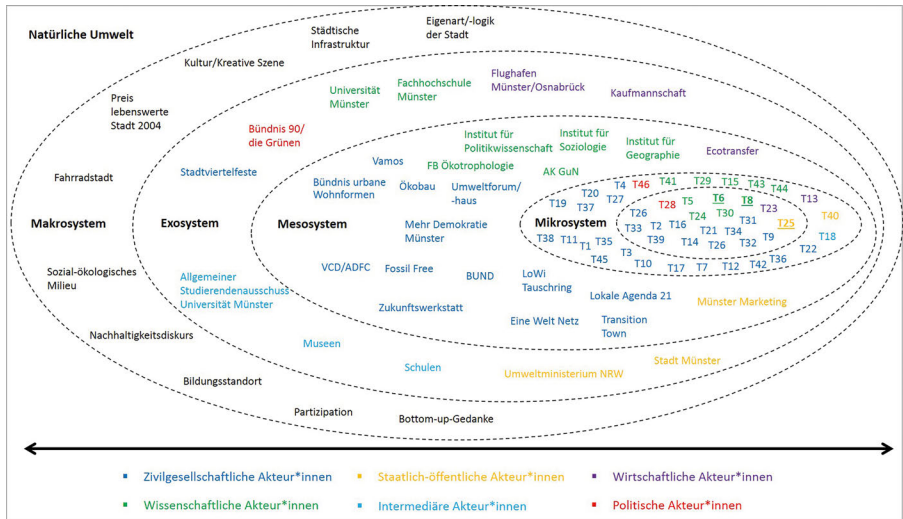 Natürliche Umwelt
Städtische
Infrastruktur
Eigenart/-logik
der Stadt
Kultur/Kreative Szene
Preis
lebenswerte
Stadt 2004
Fahrradstadt
Makrosystem
Sozial-ökologisches
Milieu
Nachhaltigkeitsdiskurs
Bildungsstandort
Partizipation
Bottom-up-Gedanke
Universität
Münster
Fachhochschule
Münster
Flughafen
Münster/Osnabrück
Kaufmannschaft
Bündnis 90/
die Grünen
Stadtviertelfeste
Exosystem
Allgemeiner
Studierendenausschuss
Universität Münster
Museen
Schulen
Umweltministerium NRW
Stadt Münster
Institut für
Politikwissenschaft
Institut für
Soziologie
Institut für
Geographie
Ecotransfer
Vamos
FB Ökotrophologie
AK GuN
Bündnis urbane
Wohnformen
Ökobau
Umweltforum/
-haus
Mesosystem
Mehr Demokratie
Münster
VCD/ADFC
Fossil Free
BUND
LoWi
Tauschring
Zukunftswerkstatt
Lokale Agenda 21
Münster Marketing
Eine Welt Netz
Transition
Town
Mikrosystem
T4 T46 T41 T29 T15 T43 T44
T19 T20 T37 T27 T13
T28 T5 T6 T8
T26 T24 T30 T23 T40
T33 T2 T16 T21 T34 T31 T25
T38 T11 T1 T35 T39 T14 T26 T32 T9 T18
T45 T3 T10 T17 T7 T12 T42 T36 T22
Zivilgesellschaftliche Akteur*innen
Staatlich-öffentliche Akteur*innen
Wirtschaftliche Akteur*innen
Wissenschaftliche Akteur*innen
Intermediäre Akteur*innen
Politische Akteur*innen